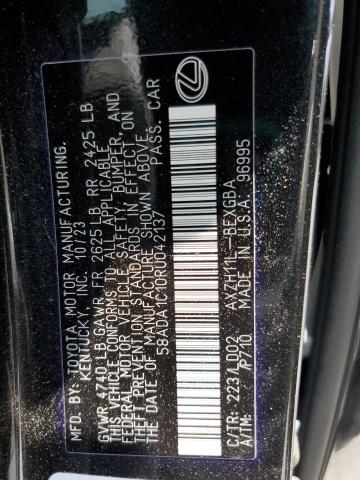 MFD. BY: TOYOTA MOTOR MANUFACTURING,
KENTUCKY, INC. 10/23
GVWR 4740 LB GAWR FR 2625 LB RR 2425 LB
THIS VEHICLE CONFORMS TO ALL APPLICABLE
FEDERAL MOTOR VEHICLE SAFETY, BUMPER, AND
THEFT PREVENTION STANDARDS IN EFFECT ON
THE DATE OF MANUFACTURE SHOWN ABOVE.
58ADA1C10RU042137 PASS. CAR
C/TR: 223/LD02 AXZH11L-BEXGBA
A/TM: /P710 MADE IN U.S.A. 96995